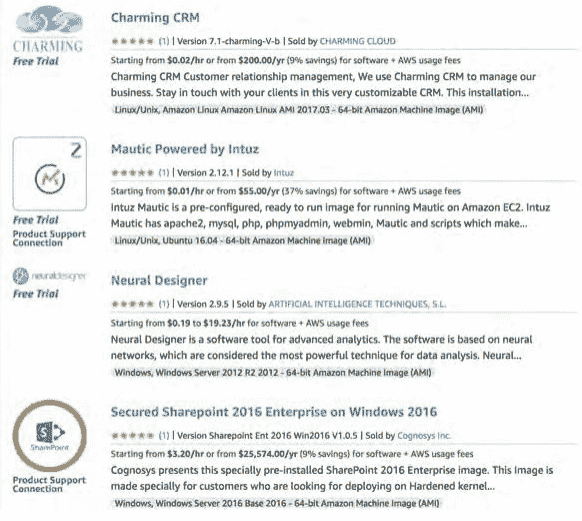 CHARMING
Free Trial
Charming CRM
★★★★★ (1) | Version 7.1-charming-V-b | Sold by CHARMING CLOUD
Starting from $0.02/hr or from $200.00/yr (9% savings) for software + AWS usage fees
Charming CRM Customer relationship management, We use Charming CRM to manage our
business. Stay in touch with your clients in this very customizable CRM. This installation...
Linux/Unix, Amazon Linux Amazon Linux AMI 2017.03 - 64-bit Amazon Machine Image (AMI)
2
Free Trial
Product Support
Connection
Mautic Powered by Intuz
★★★★★ (1) | Version 2.12.1 | Sold by Intuz
Starting from $0.01/hr or from $55.00/yr (37% savings) for software + AWS usage fees
Intuz Mautic is a pre-configured, ready to run image for running Mautic on Amazon EC2. Intuz
Mautic has apache2, mysql, php, phpmyadmin, webmin, Mautic and scripts which make...
Linux/Unix, Ubuntu 16.04 - 64-bit Amazon Machine Image (AMI)
neuraldesigner
Free Trial
Neural Designer
★★★★★ (1) | Version 2.9.5 | Sold by ARTIFICIAL INTELLIGENCE TECHNIQUES, S.L.
Starting from $0.19 to $19.23/hr for software + AWS usage fees
Neural Designer is a software tool for advanced analytics. The software is based on neural
networks, which are considered the most powerful technique for data analysis. Neural...
Windows, Windows Server 2012 R2 2012 - 64-bit Amazon Machine Image (AMI)
S
SharePoint
Product Support
Connection
Secured Sharepoint 2016 Enterprise on Windows 2016
★★★★★ (1) | Version Sharepoint Ent 2016 Win2016 V1.0.5 | Sold by Cognosys Inc.
Starting from $3.20/hr or from $25,574.00/yr (9% savings) for software + AWS usage fees
Cognosys presents this specially pre-installed SharePoint 2016 Enterprise image. This Image is
made specially for customers who are looking for deploying on Hardened kernel...
Windows, Windows Server 2016 Base 2016 - 64-bit Amazon Machine Image (AMI)